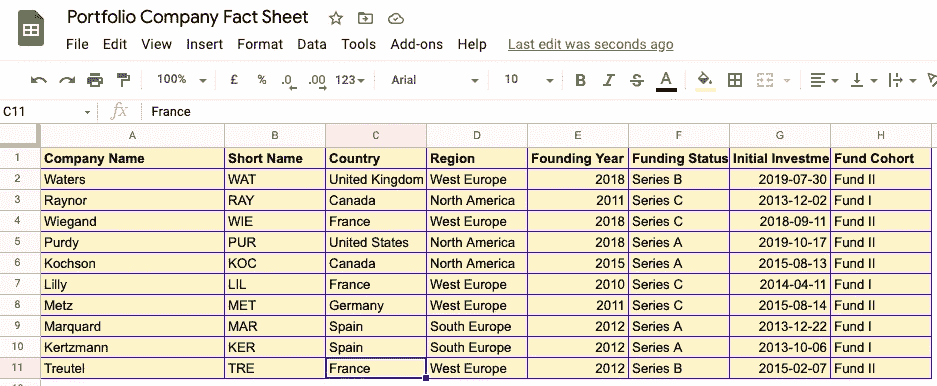 Portfolio Company Fact Sheet
File Edit View Insert Format Data Tools Add-ons Help Last edit was seconds ago
100% £ % .0 .00 123 Arial 10 B I S A
C11 fx France
A B C D E F G H
1 Company Name Short Name Country Region Founding Year Funding Status Initial Investme Fund Cohort
2 Waters WAT United Kingdom West Europe 2018 Series B 2019-07-30 Fund II
3 Raynor RAY Canada North America 2011 Series C 2013-12-02 Fund I
4 Wiegand WIE France West Europe 2018 Series C 2018-09-11 Fund II
5 Purdy PUR United States North America 2018 Series A 2019-10-17 Fund II
6 Kochson KOC Canada North America 2015 Series A 2015-08-13 Fund II
7 Lilly LIL France West Europe 2010 Series C 2014-04-11 Fund I
8 Metz MET Germany West Europe 2011 Series C 2015-08-14 Fund II
9 Marquard MAR Spain South Europe 2012 Series A 2013-12-22 Fund I
10 Kertzmann KER Spain South Europe 2012 Series A 2013-10-06 Fund I
11 Treutel TRE France West Europe 2012 Series B 2015-02-07 Fund II